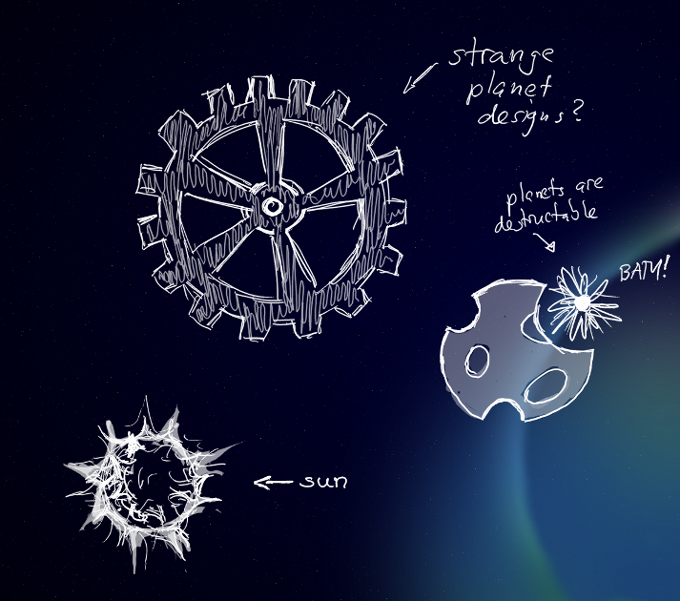 strange
planet
designs?
planets are
destructable
BAM!
sun